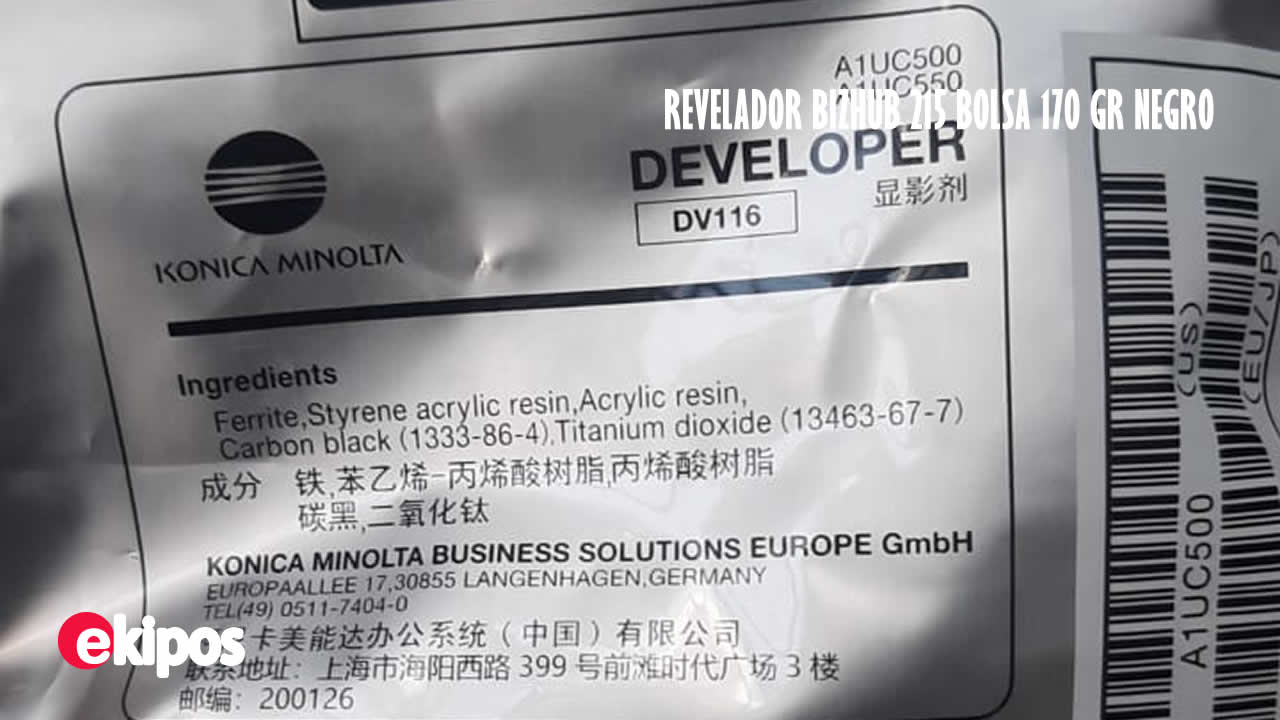 A1UC500
A1UC550
REVELADOR BIZHUB 215 BOLSA 170 GR NEGRO
DEVELOPER
显影剂
DV116
KONICA MINOLTA
Ingredients
Ferrite,Styrene acrylic resin,Acrylic resin,
Carbon black (1333-86-4),Titanium dioxide (13463-67-7)
成分 铁,苯乙烯-丙烯酸树脂,丙烯酸树脂
碳黑,二氧化钛
KONICA MINOLTA BUSINESS SOLUTIONS EUROPE GmbH
EUROPAALLEE 17,30855 LANGENHAGEN,GERMANY
TEL(49) 0511-7404-0
卡美能达办公系统（中国）有限公司
联系地址: 上海市海阳西路 399 号前滩时代广场 3 楼
邮编: 200126
ekipos
(US)
(EU/JP)
A1UC500